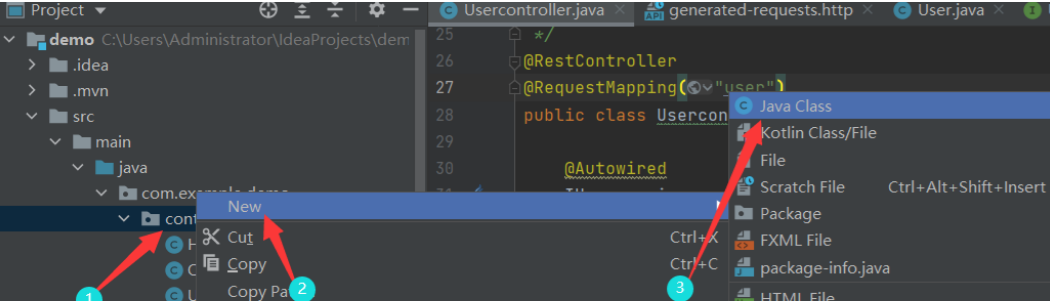 Project
Usercontroller.java
generated-requests.http
User.java
demo C:\Users\Administrator\IdeaProjects\dem
.idea
.mvn
src
main
java
com.example.demo
cont
25 */
26 @RestController
27 @RequestMapping("user")
28 public class Usercon
29
30 @Autowired
New
Cut Ctrl+X
Copy Ctrl+C
Copy Pa
Java Class
Kotlin Class/File
File
Scratch File Ctrl+Alt+Shift+Insert
Package
FXML File
package-info.java
HTML File
1
2
3